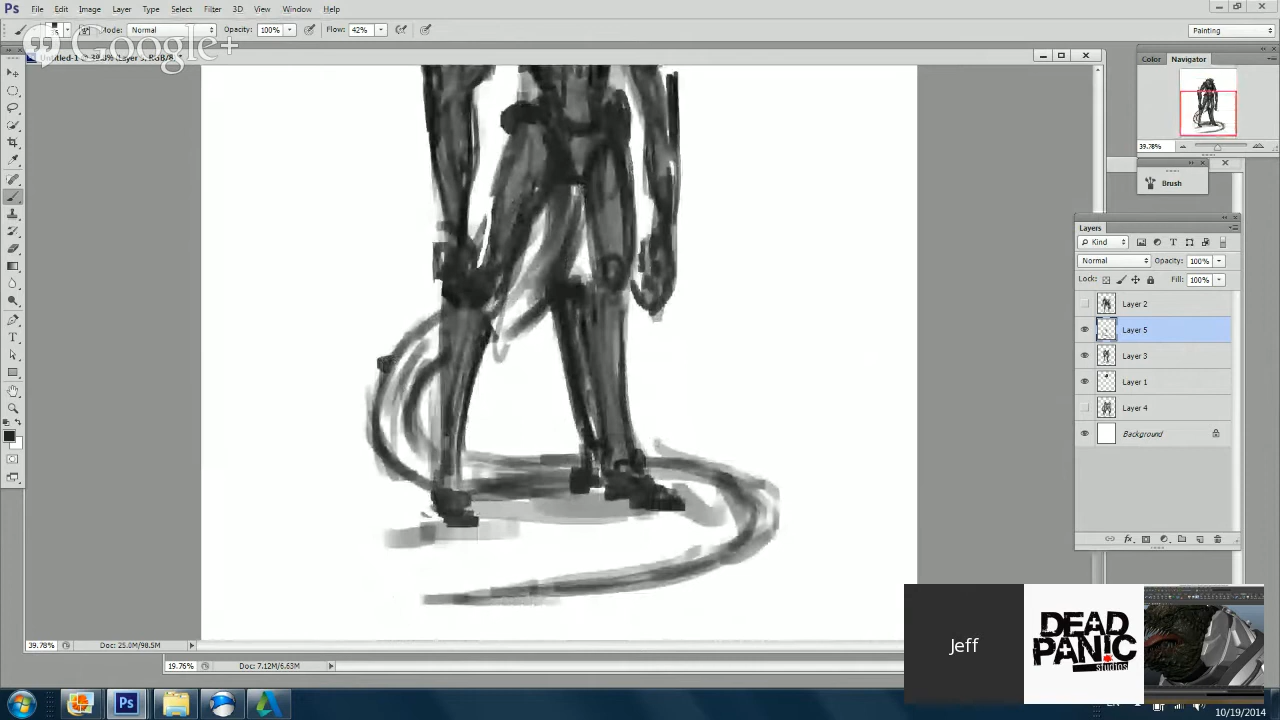 Ps File Edit Image Layer Type Select Filter 3D View Window Help
Mode: Normal Opacity: 100% Flow: 42% Painting
Google+
Color Navigator
39.78%
Brush
Layers
Kind
Normal Opacity: 100%
Lock: Fill: 100%
Layer 2
Layer 5
Layer 3
Layer 1
Layer 4
Background
39.78% Doc: 25.0M/98.5M
19.76% Doc: 7.12M/6.63M
Jeff
DEAD
PANIC
studios
Ps
10/19/2014